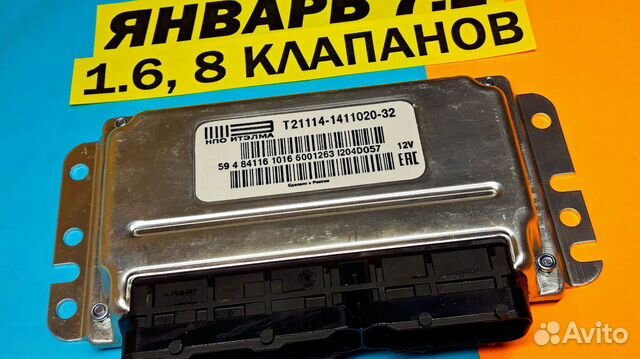 ЯНВАРЬ 7.2
1.6, 8 КЛАПАНОВ
НПО ИТЭЛМА
T21114-1411020-32
59 4 84116 1016 6001263 I204D057
12V
EAC
Сделано в России
AMP
Avito